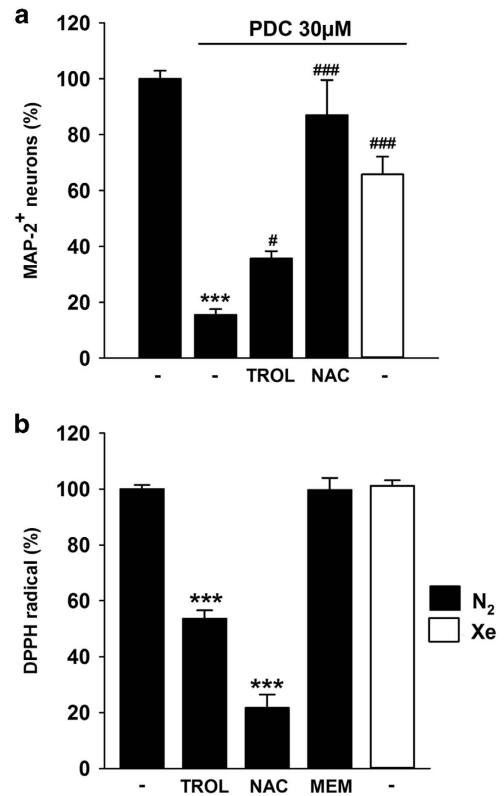 a
PDC 30µM
120
100
80
60
40
20
0
MAP-2+ neurons (%)
***
#
###
###
- - TROL NAC -
b
120
100
80
60
40
20
0
DPPH radical (%)
***
***
N2
Xe
- TROL NAC MEM -